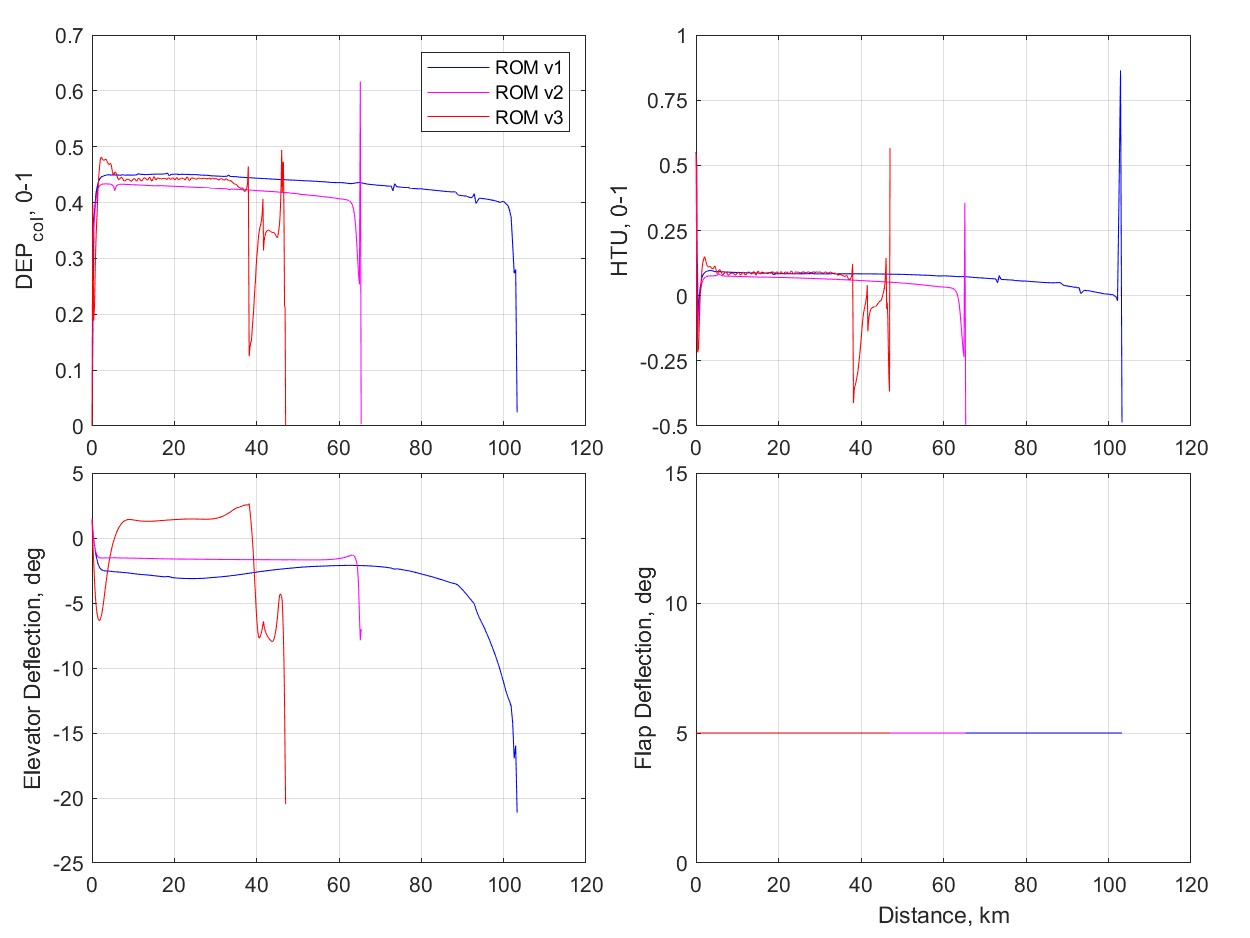 0.7
0.6
0.5
0.4
0.3
0.2
0.1
0
DEPcol, 0-1
0 20 40 60 80 100 120
ROM v1
ROM v2
ROM v3
1
0.75
0.5
0.25
0
-0.25
-0.5
HTU, 0-1
0 20 40 60 80 100 120
5
0
-5
-10
-15
-20
-25
Elevator Deflection, deg
0 20 40 60 80 100 120
15
10
5
0
Flap Deflection, deg
0 20 40 60 80 100 120
Distance, km